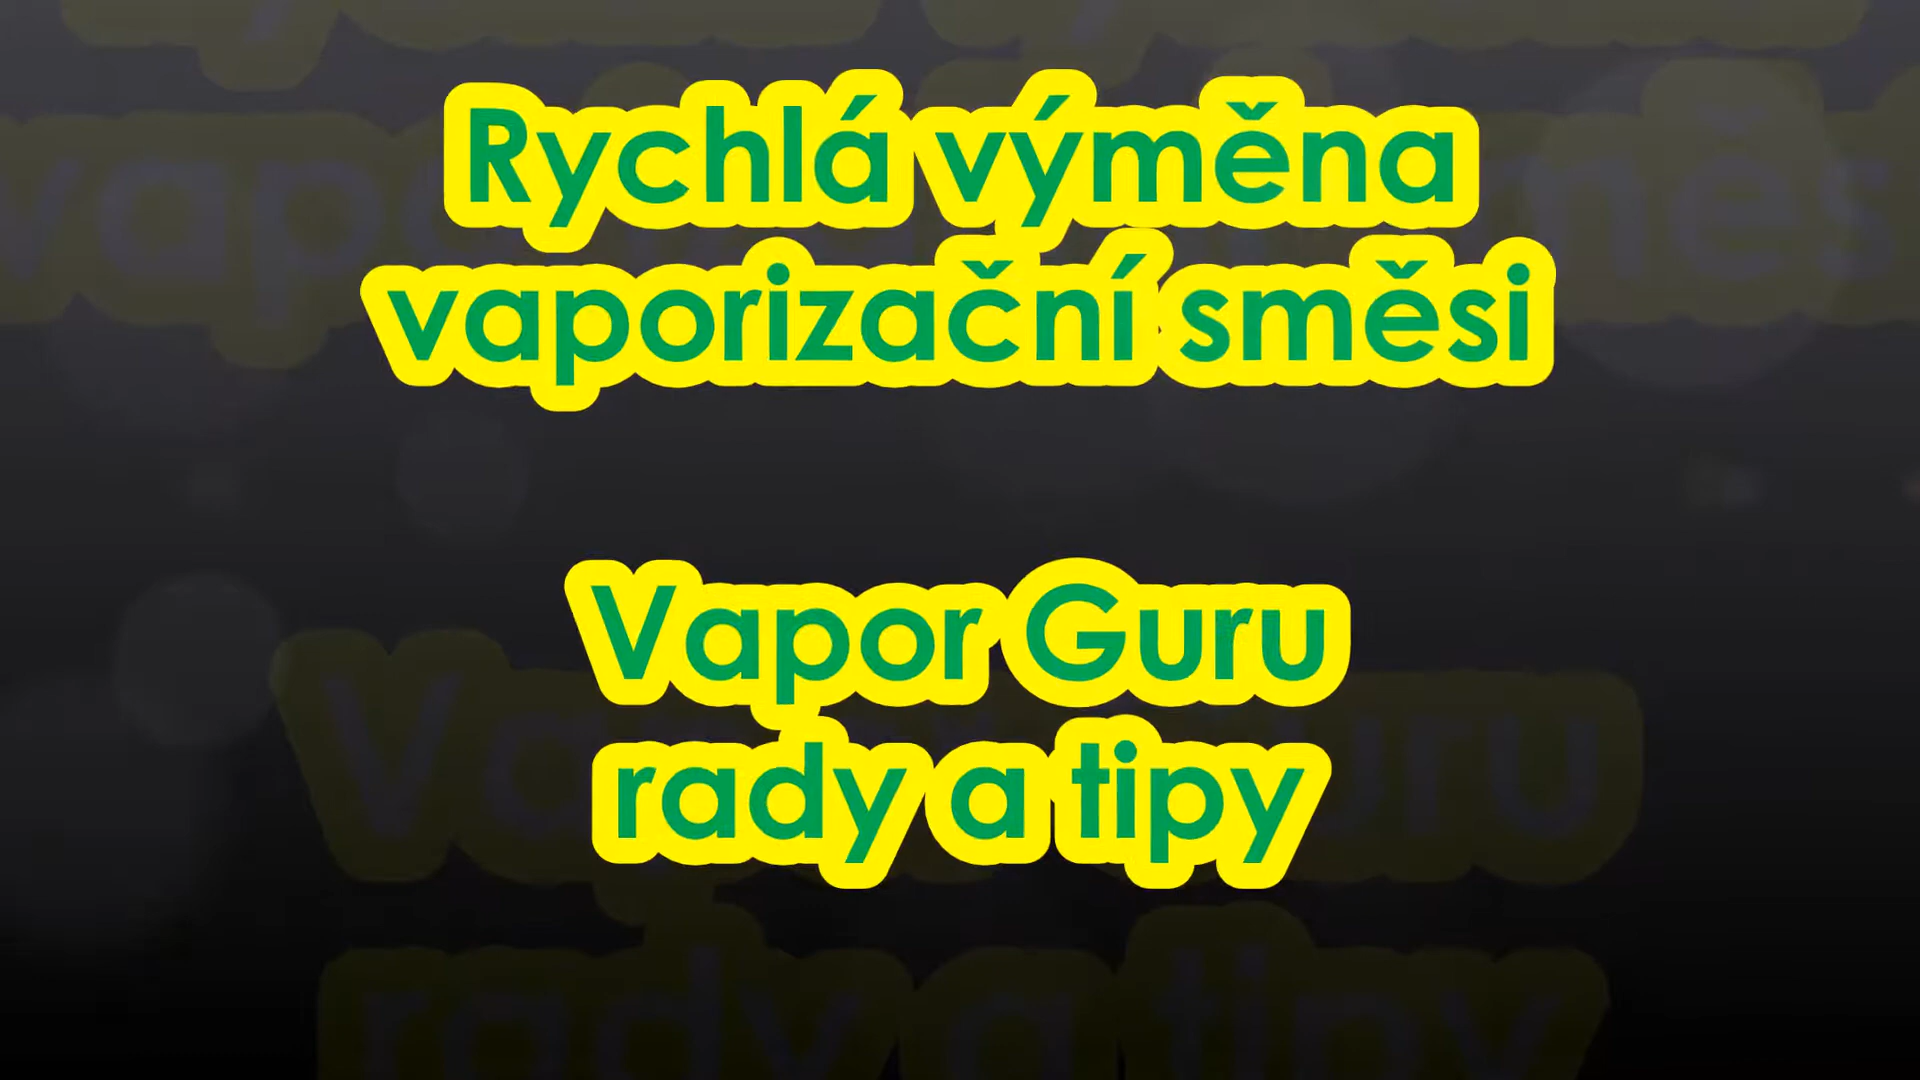 Rychlá výměna
vaporizační směsi
Vapor Guru
rady a tipy